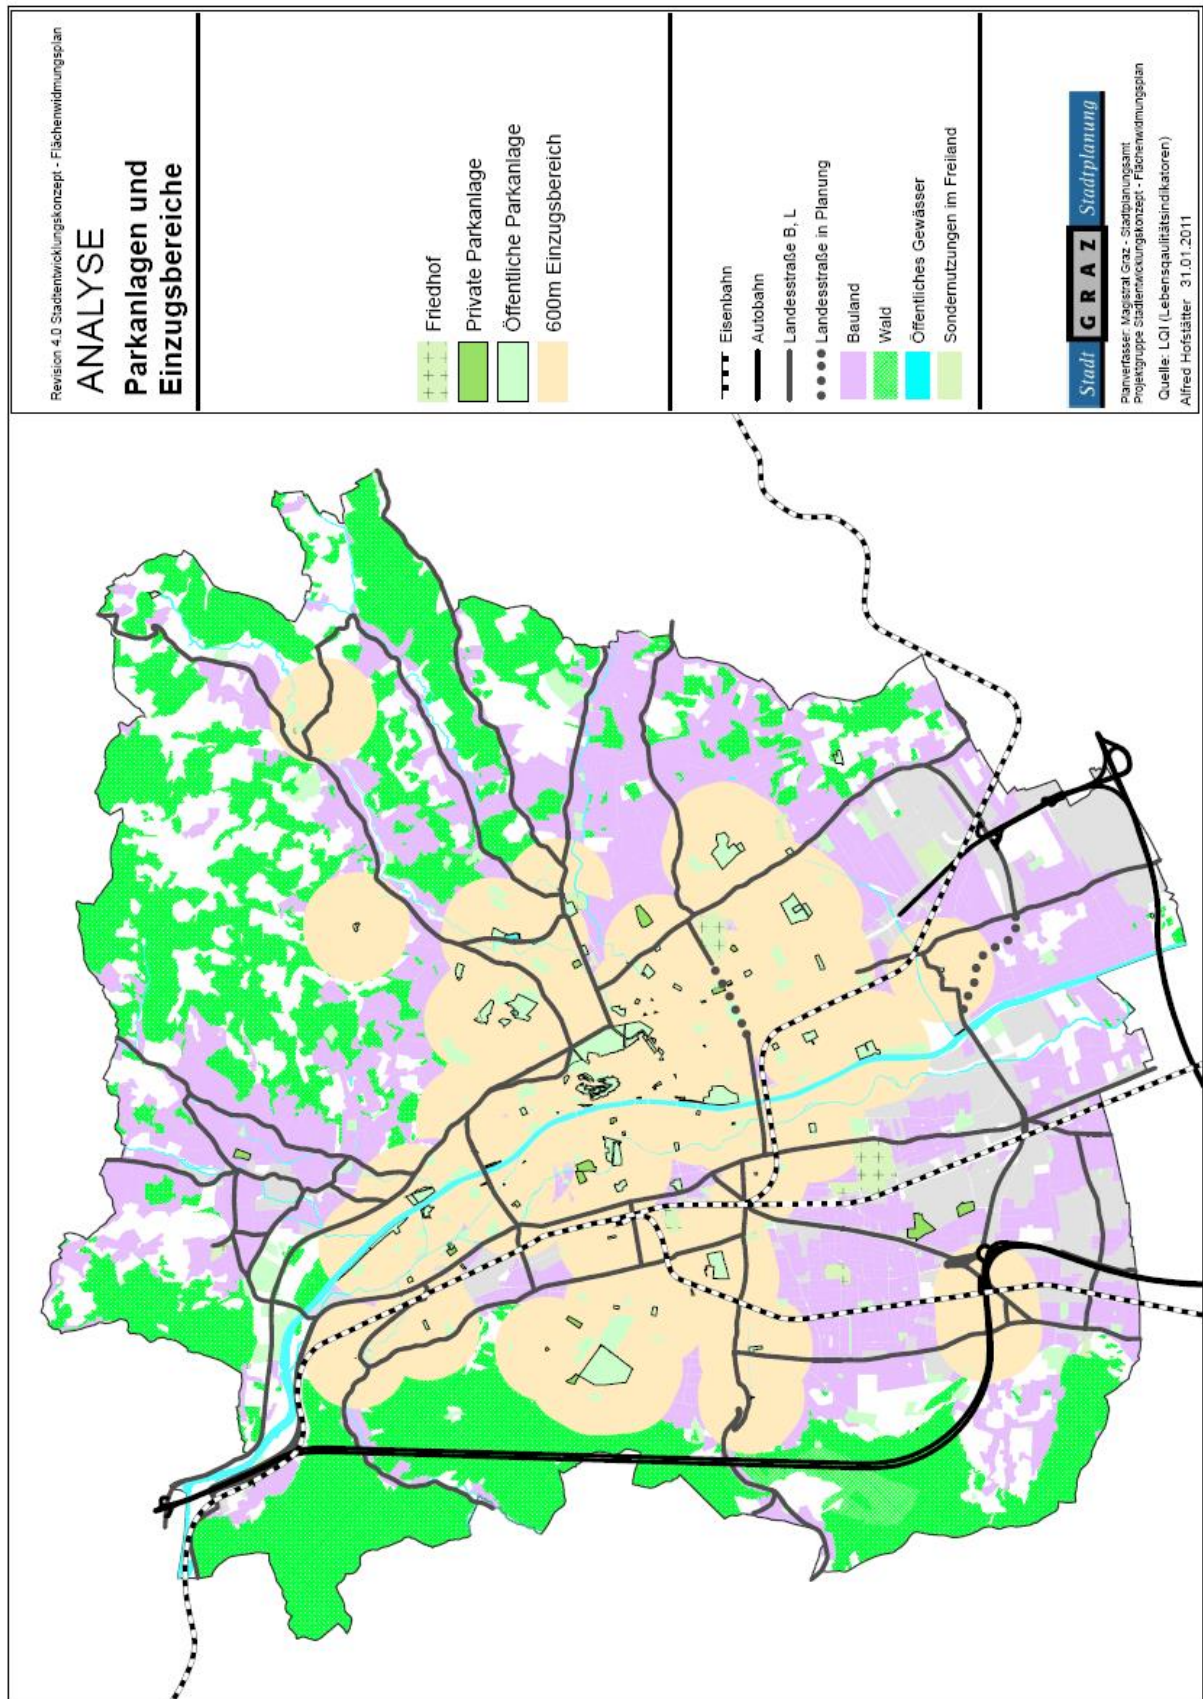 Revision 4.0 Stadtentwicklungskonzept - Flächenwidmungsplan
ANALYSE
Parkanlagen und
Einzugsbereiche
Friedhof
Private Parkanlage
Öffentliche Parkanlage
600m Einzugsbereich
Eisenbahn
Autobahn
Landesstraße B, L
Landesstraße in Planung
Bauland
Wald
Öffentliches Gewässer
Sondernutzungen im Freiland
Stadt GRAZ Stadtplanung
Planverfasser: Magistrat Graz - Stadtplanungsamt
Projektgruppe Stadtentwicklungskonzept - Flächenwidmungsplan
Quelle: LQI (Lebensqaulitätsindikatoren)
Alfred Hofstätter 31.01.2011